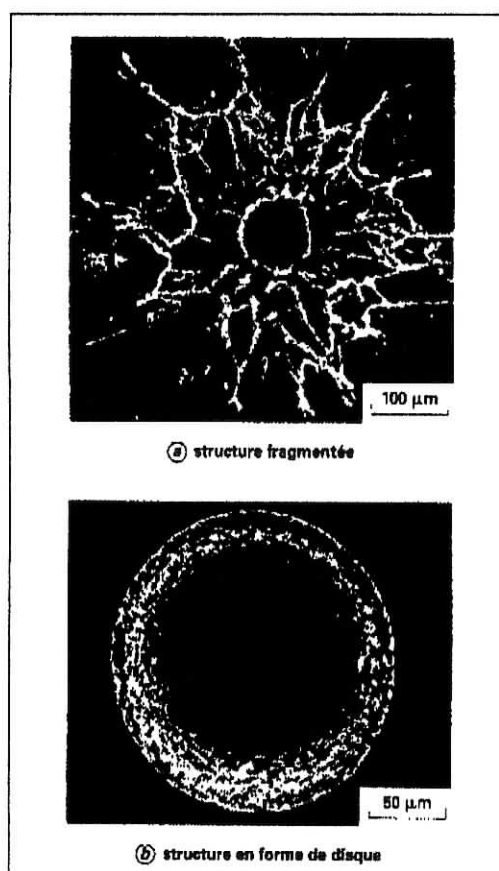 100 µm
ⓐ structure fragmentée
50 µm
ⓑ structure en forme de disque